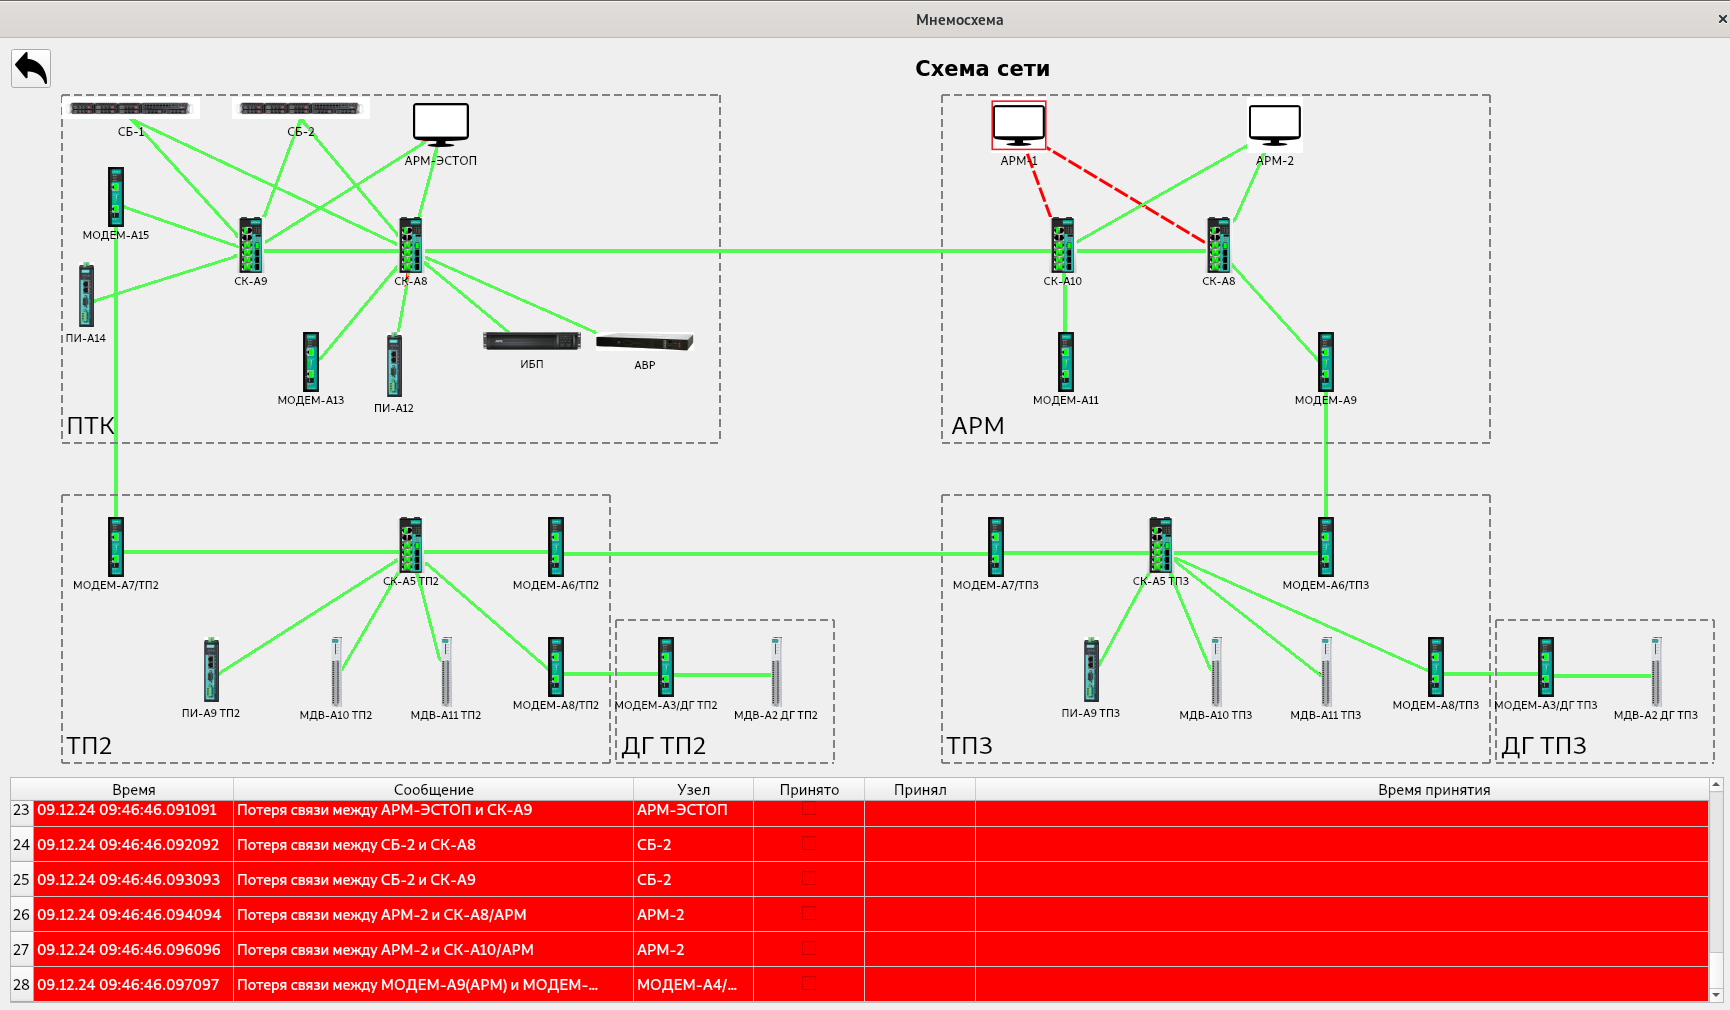 Мнемосхема
×
Схема сети
СБ-1
СБ-2
АРМ-ЭСТОП
АРМ-1
АРМ-2
МОДЕМ-А15
СК-А9
СК-А8
СК-А10
СК-А8
ПИ-А14
ИБП
АВР
МОДЕМ-А13
ПИ-А12
МОДЕМ-А11
МОДЕМ-А9
ПТК
АРМ
МОДЕМ-А7/ТП2
СК-А5 ТП2
МОДЕМ-А6/ТП2
МОДЕМ-А7/ТП3
СК-А5 ТП3
МОДЕМ-А6/ТП3
ПИ-А9 ТП2
МДВ-А10 ТП2
МДВ-А11 ТП2
МОДЕМ-А8/ТП2
МОДЕМ-А3/ДГ ТП2
МДВ-А2 ДГ ТП2
ПИ-А9 ТП3
МДВ-А10 ТП3
МДВ-А11 ТП3
МОДЕМ-А8/ТП3
МОДЕМ-А3/ДГ ТП3
МДВ-А2 ДГ ТП3
ТП2
ДГ ТП2
ТП3
ДГ ТП3
Время Сообщение Узел Принято Принял Время принятия
23 09.12.24 09:46:46.091091 Потеря связи между АРМ-ЭСТОП и СК-А9 АРМ-ЭСТОП
24 09.12.24 09:46:46.092092 Потеря связи между СБ-2 и СК-А8 СБ-2
25 09.12.24 09:46:46.093093 Потеря связи между СБ-2 и СК-А9 СБ-2
26 09.12.24 09:46:46.094094 Потеря связи между АРМ-2 и СК-А8/АРМ АРМ-2
27 09.12.24 09:46:46.096096 Потеря связи между АРМ-2 и СК-А10/АРМ АРМ-2
28 09.12.24 09:46:46.097097 Потеря связи между МОДЕМ-А9(АРМ) и МОДЕМ-... МОДЕМ-А4/...